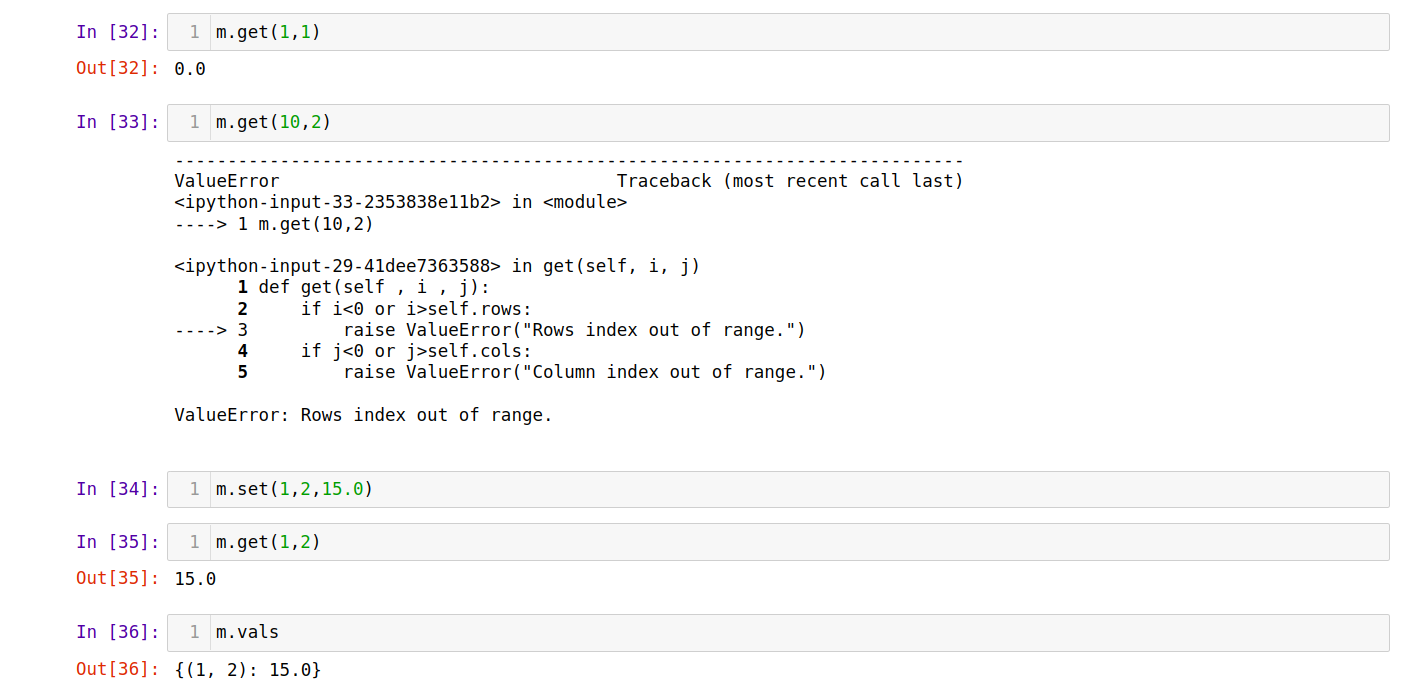 In [32]: 1 m.get(1,1)
Out[32]: 0.0
In [33]: 1 m.get(10,2)
---------------------------------------------------------------------------
ValueError                                Traceback (most recent call last)
<ipython-input-33-2353838e11b2> in <module>
----> 1 m.get(10,2)
<ipython-input-29-41dee7363588> in get(self, i, j)
      1 def get(self , i , j):
      2     if i<0 or i>self.rows:
----> 3         raise ValueError("Rows index out of range.")
      4     if j<0 or j>self.cols:
      5         raise ValueError("Column index out of range.")
ValueError: Rows index out of range.
In [34]: 1 m.set(1,2,15.0)
In [35]: 1 m.get(1,2)
Out[35]: 15.0
In [36]: 1 m.vals
Out[36]: {(1, 2): 15.0}